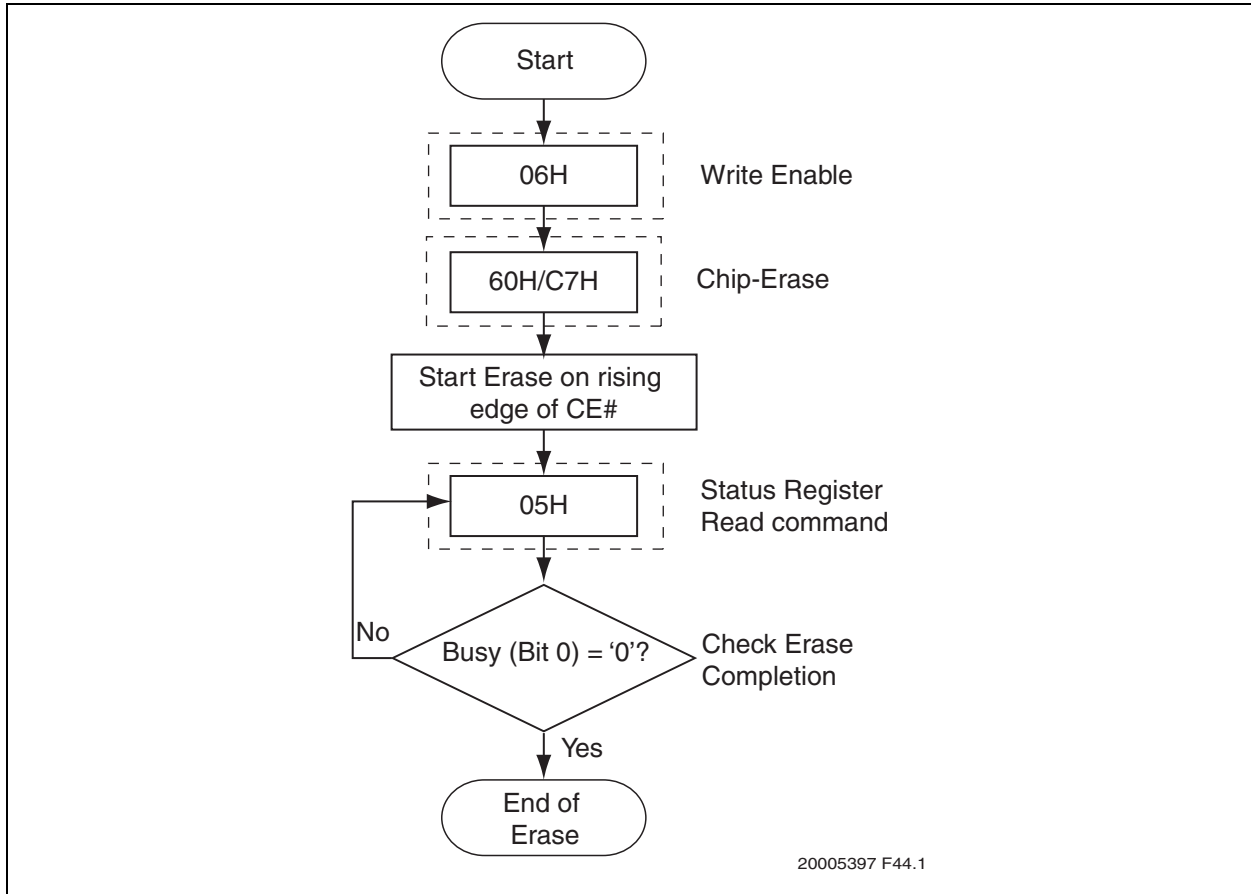 Start
06H
Write Enable
60H/C7H
Chip-Erase
Start Erase on rising
edge of CE#
05H
Status Register
Read command
No
Busy (Bit 0) = ‘0’?
Check Erase
Completion
Yes
End of
Erase
20005397 F44.1